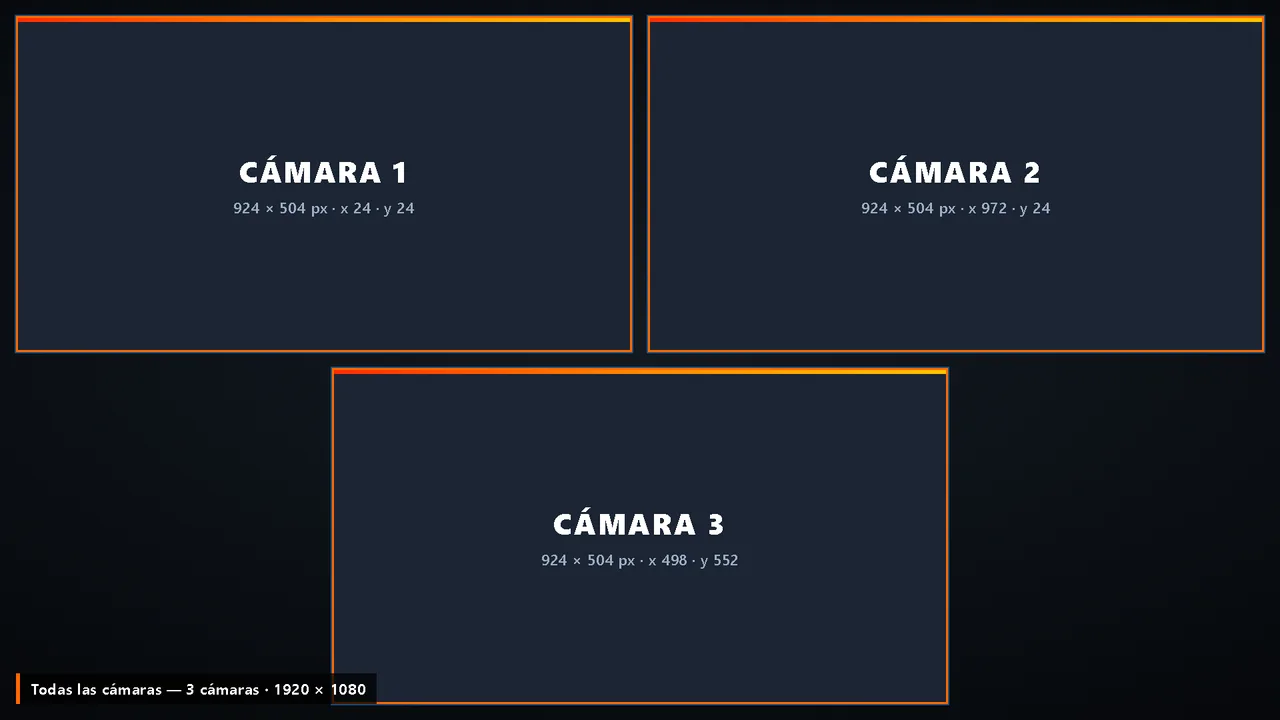 CÁMARA 1
924 × 504 px · x 24 · y 24
CÁMARA 2
924 × 504 px · x 972 · y 24
CÁMARA 3
924 × 504 px · x 498 · y 552
Todas las cámaras — 3 cámaras · 1920 × 1080